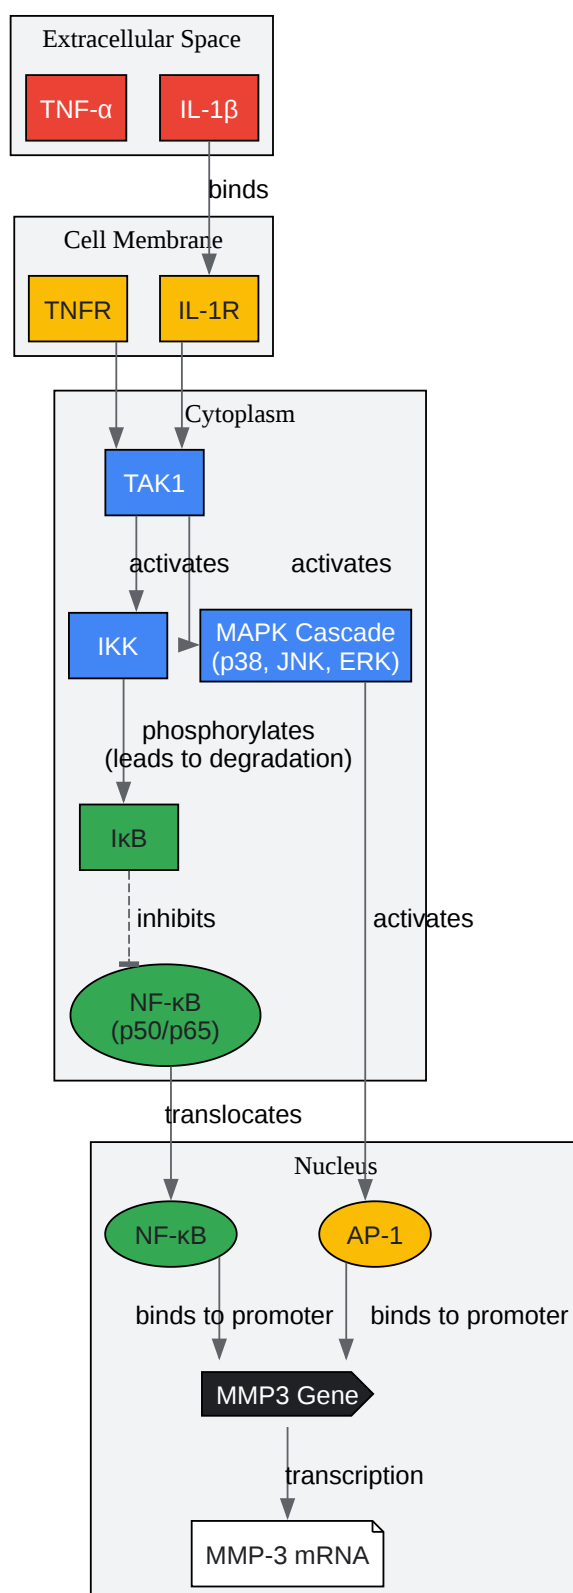 Extracellular Space
TNF-α
IL-1β
binds
Cell Membrane
TNFR
IL-1R
Cytoplasm
TAK1
activates
activates
IKK
MAPK Cascade
(p38, JNK, ERK)
phosphorylates
(leads to degradation)
IκB
inhibits
activates
NF-κB
(p50/p65)
translocates
Nucleus
NF-κB
AP-1
binds to promoter
binds to promoter
MMP3 Gene
transcription
MMP-3 mRNA